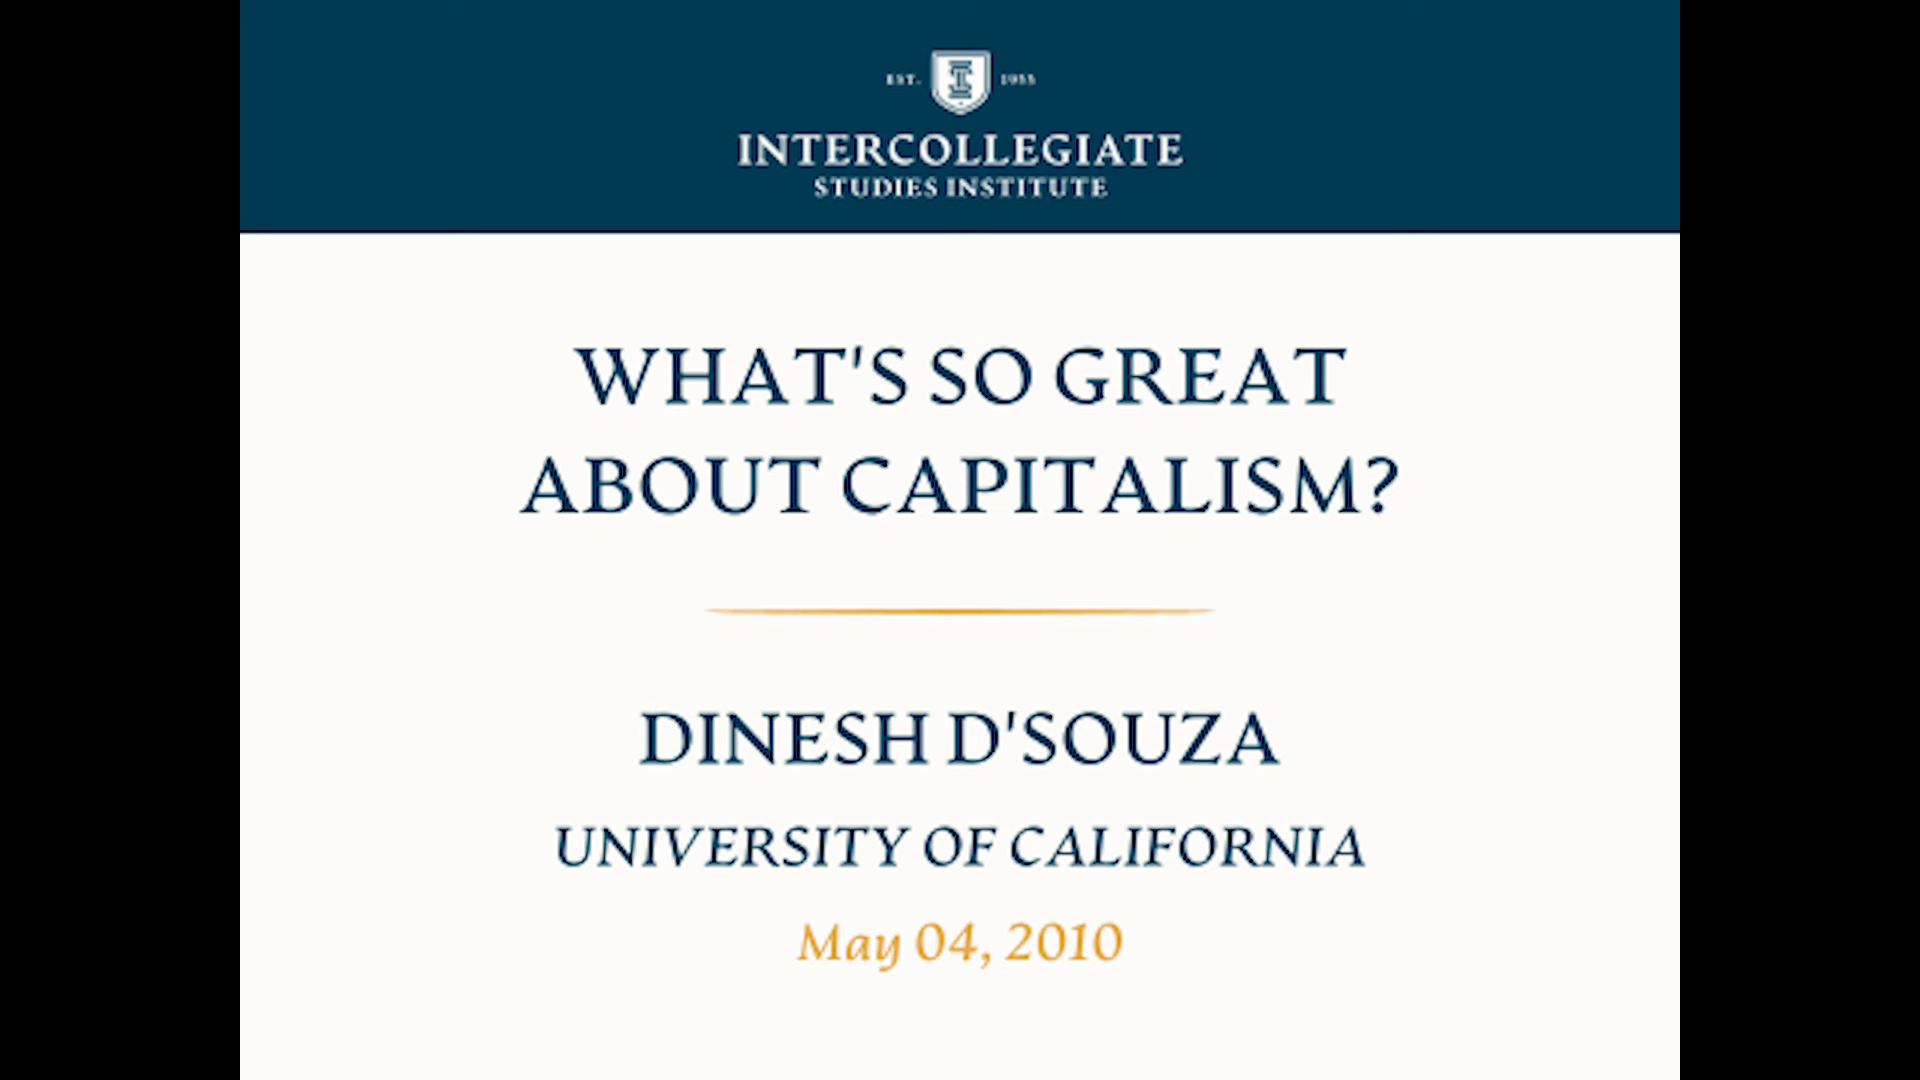 EST. 1953
INTERCOLLEGIATE
STUDIES INSTITUTE
WHAT'S SO GREAT
ABOUT CAPITALISM?
DINESH D'SOUZA
UNIVERSITY OF CALIFORNIA
May 04, 2010